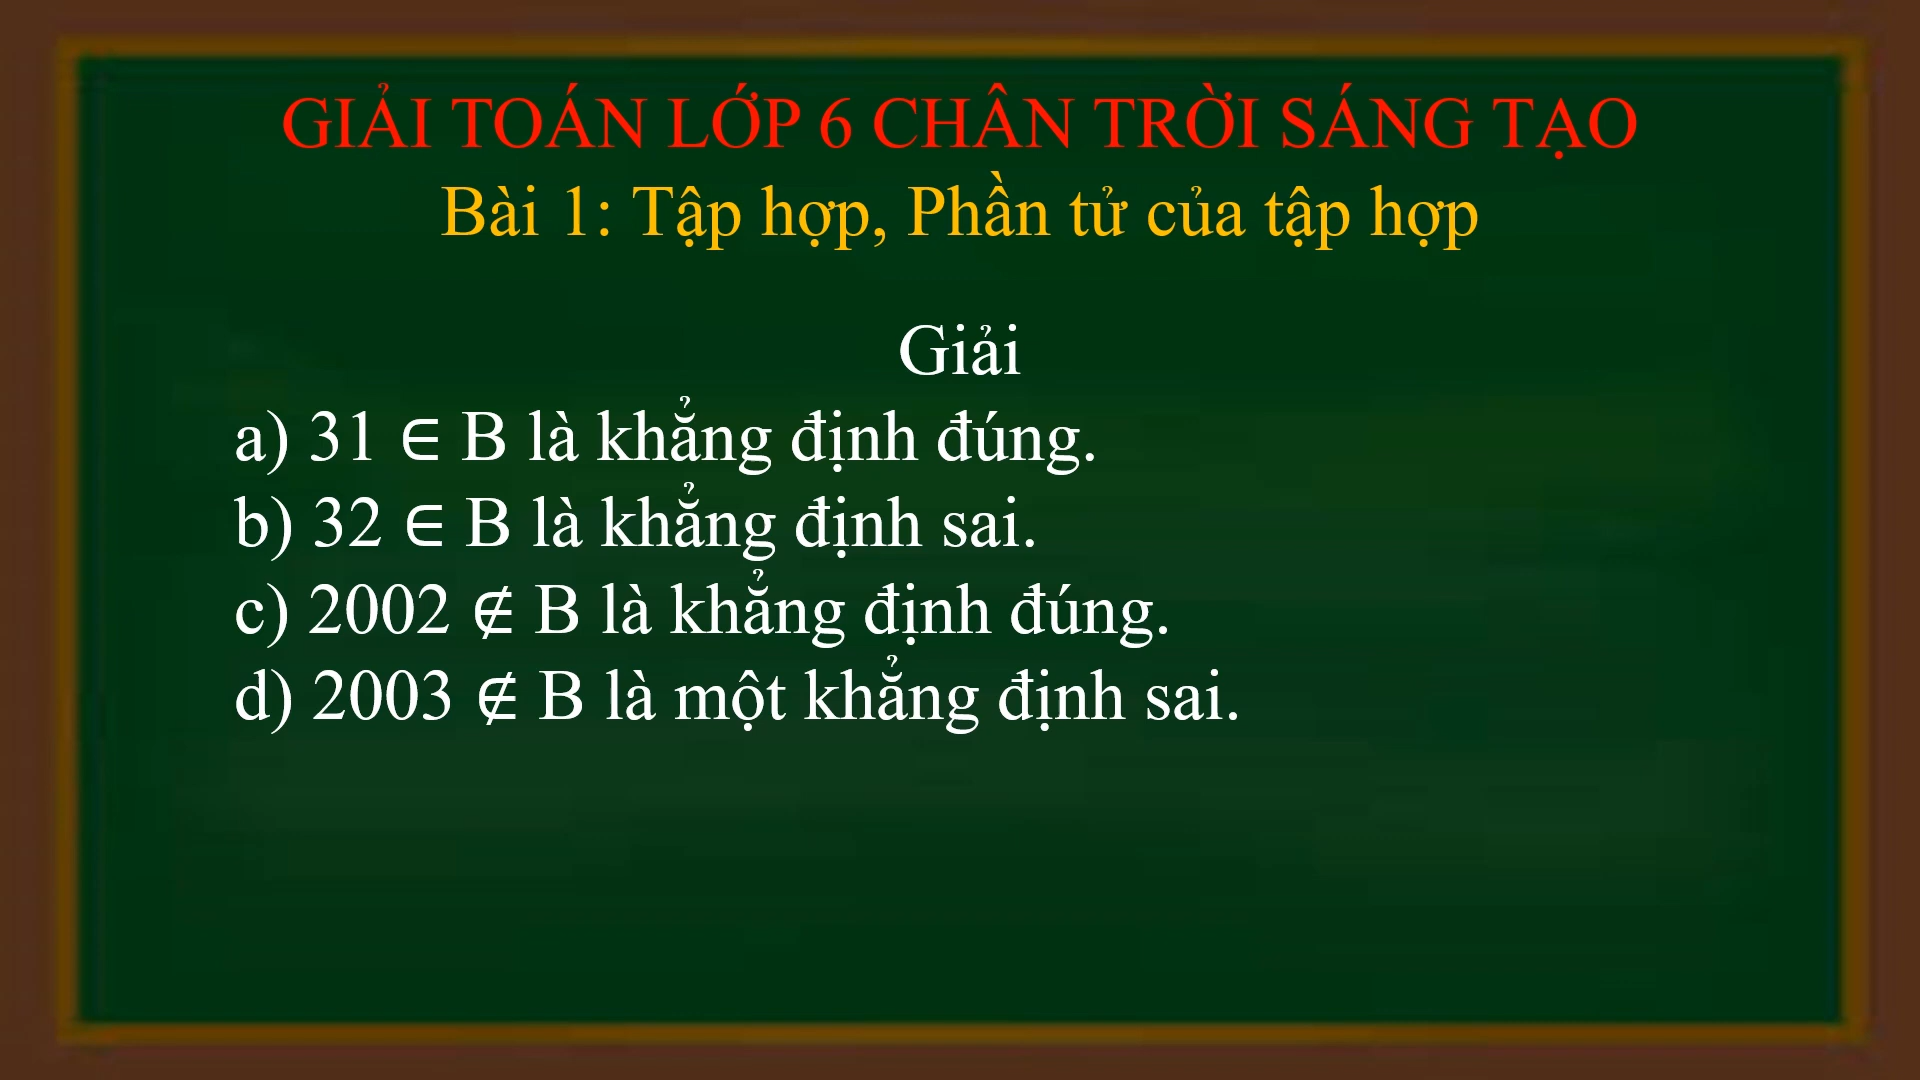 GIẢI TOÁN LỚP 6 CHÂN TRỜI SÁNG TẠO
Bài 1: Tập hợp, Phần tử của tập hợp
Giải
a) 31 ∈ B là khẳng định đúng.
b) 32 ∈ B là khẳng định sai.
c) 2002 ∉ B là khẳng định đúng.
d) 2003 ∉ B là một khẳng định sai.